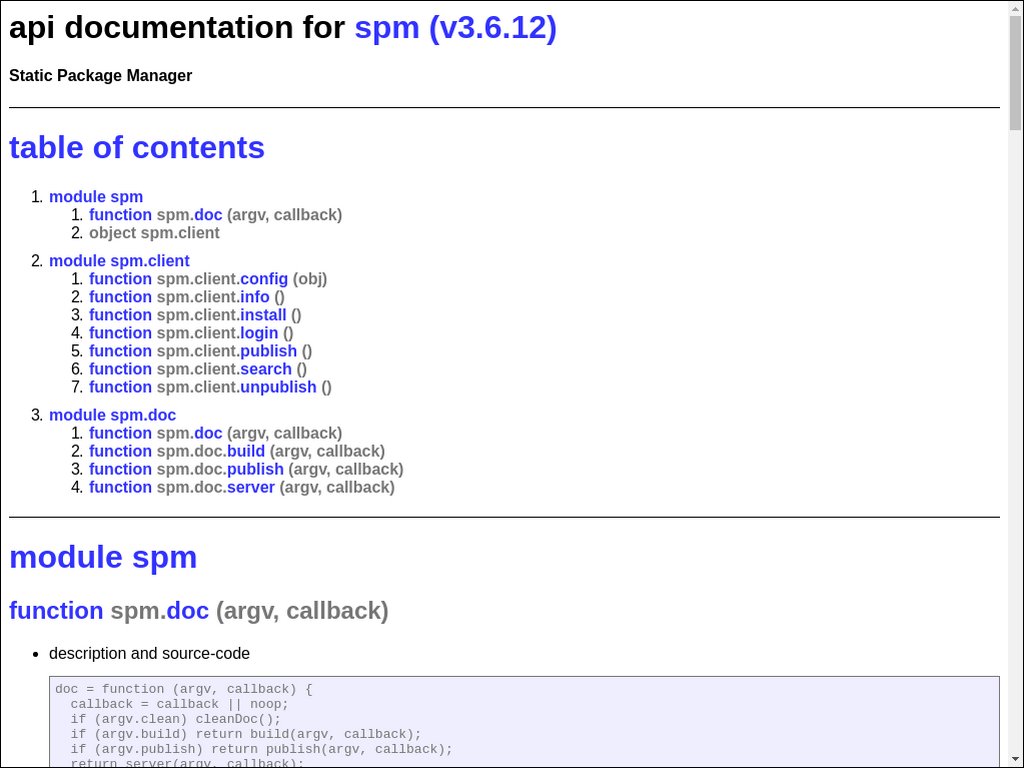 api documentation for spm (v3.6.12)
Static Package Manager
table of contents
1. module spm
1. function spm.doc (argv, callback)
2. object spm.client
2. module spm.client
1. function spm.client.config (obj)
2. function spm.client.info ()
3. function spm.client.install ()
4. function spm.client.login ()
5. function spm.client.publish ()
6. function spm.client.search ()
7. function spm.client.unpublish ()
3. module spm.doc
1. function spm.doc (argv, callback)
2. function spm.doc.build (argv, callback)
3. function spm.doc.publish (argv, callback)
4. function spm.doc.server (argv, callback)
module spm
function spm.doc (argv, callback)
• description and source-code
doc = function (argv, callback) {
  callback = callback || noop;
  if (argv.clean) cleanDoc();
  if (argv.build) return build(argv, callback);
  if (argv.publish) return publish(argv, callback);
  return server(argv, callback);